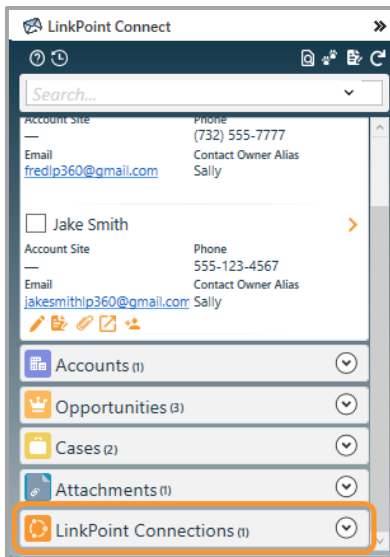 LinkPoint Connect
Search...
Account Site Phone
— (732) 555-7777
Email Contact Owner Alias
fredlp360@gmail.com Sally
Jake Smith
Account Site Phone
— 555-123-4567
Email Contact Owner Alias
jakesmithlp360@gmail.com Sally
Accounts (1)
Opportunities (3)
Cases (2)
Attachments (1)
LinkPoint Connections (1)